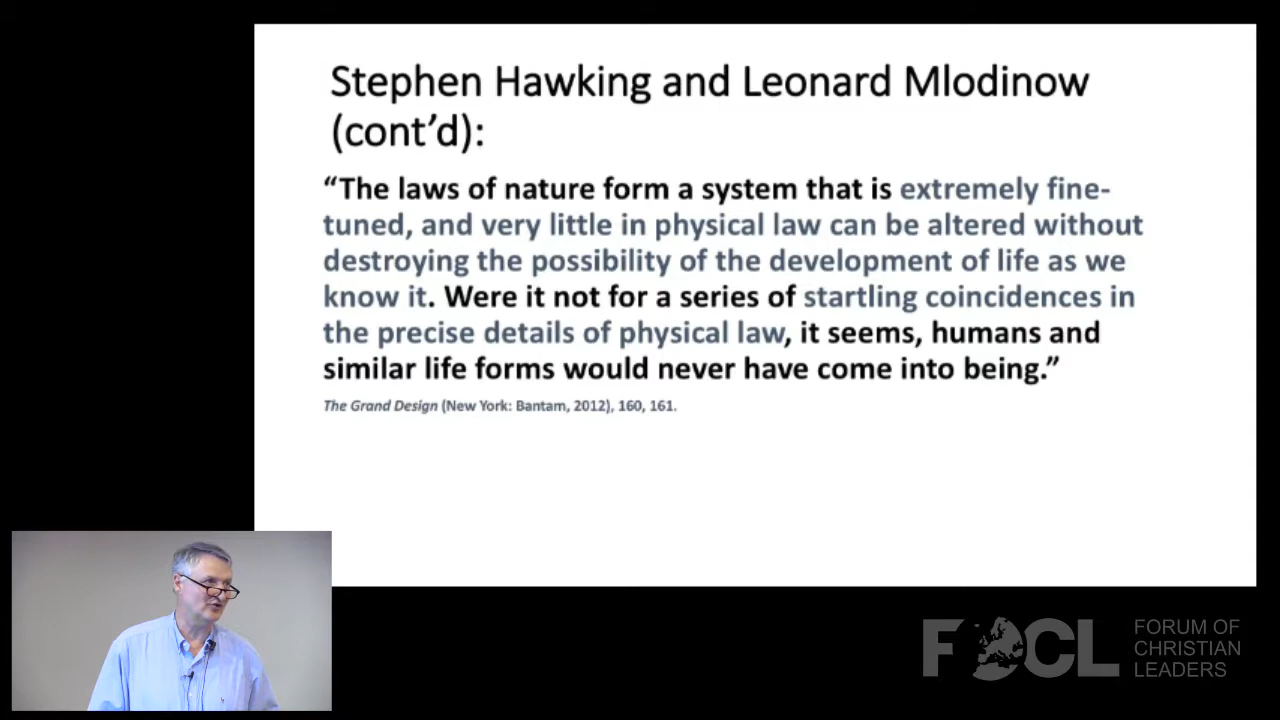 Stephen Hawking and Leonard Mlodinow
(cont’d):
“The laws of nature form a system that is extremely fine-
tuned, and very little in physical law can be altered without
destroying the possibility of the development of life as we
know it. Were it not for a series of startling coincidences in
the precise details of physical law, it seems, humans and
similar life forms would never have come into being.”
The Grand Design (New York: Bantam, 2012), 160, 161.
FOCL
FORUM OF
CHRISTIAN
LEADERS